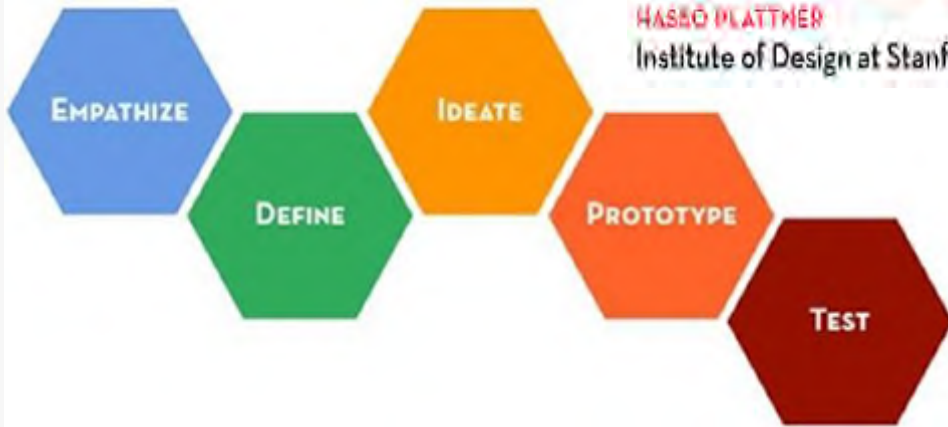 HASSO PLATTNER
Institute of Design at Stanf
EMPATHIZE
IDEATE
DEFINE
PROTOTYPE
TEST